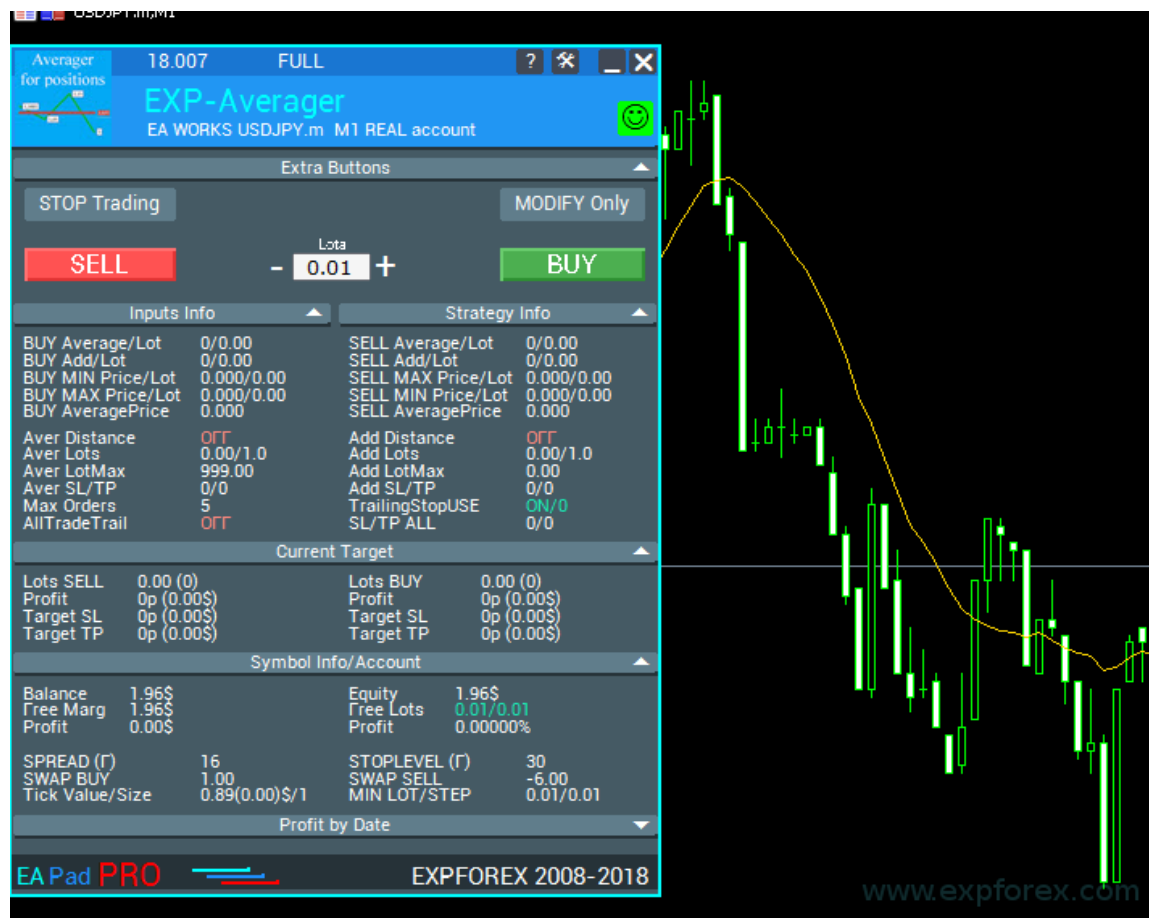 USDJPY.m,M1
Averager for positions
18.007 FULL ?
EXP-Averager
EA WORKS USDJPY.m M1 REAL account
Extra Buttons
STOP Trading MODIFY Only
Lots
SELL - 0.01 + BUY
Inputs Info Strategy Info
BUY Average/Lot 0/0.00 SELL Average/Lot 0/0.00
BUY Add/Lot 0/0.00 SELL Add/Lot 0/0.00
BUY MIN Price/Lot 0.000/0.00 SELL MAX Price/Lot 0.000/0.00
BUY MAX Price/Lot 0.000/0.00 SELL MIN Price/Lot 0.000/0.00
BUY AveragePrice 0.000 SELL AveragePrice 0.000
Aver Distance OFF Add Distance OFF
Aver Lots 0.00/1.0 Add Lots 0.00/1.0
Aver LotMax 999.00 Add LotMax 0.00
Aver SL/TP 0/0 Add SL/TP 0/0
Max Orders 5 TrailingStopUSE ON/0
AllTradeTrail OFF SL/TP ALL 0/0
Current Target
Lots SELL 0.00 (0) Lots BUY 0.00 (0)
Profit 0p (0.00$) Profit 0p (0.00$)
Target SL 0p (0.00$) Target SL 0p (0.00$)
Target TP 0p (0.00$) Target TP 0p (0.00$)
Symbol Info/Account
Balance 1.96$ Equity 1.96$
Free Marg 1.96$ Free Lots 0.01/0.01
Profit 0.00$ Profit 0.00000%
SPREAD (F) 16 STOPLEVEL (F) 30
SWAP BUY 1.00 SWAP SELL -6.00
Tick Value/Size 0.89(0.00)$/1 MIN LOT/STEP 0.01/0.01
Profit by Date
EA Pad PRO EXPFOREX 2008-2018
www.expforex.com